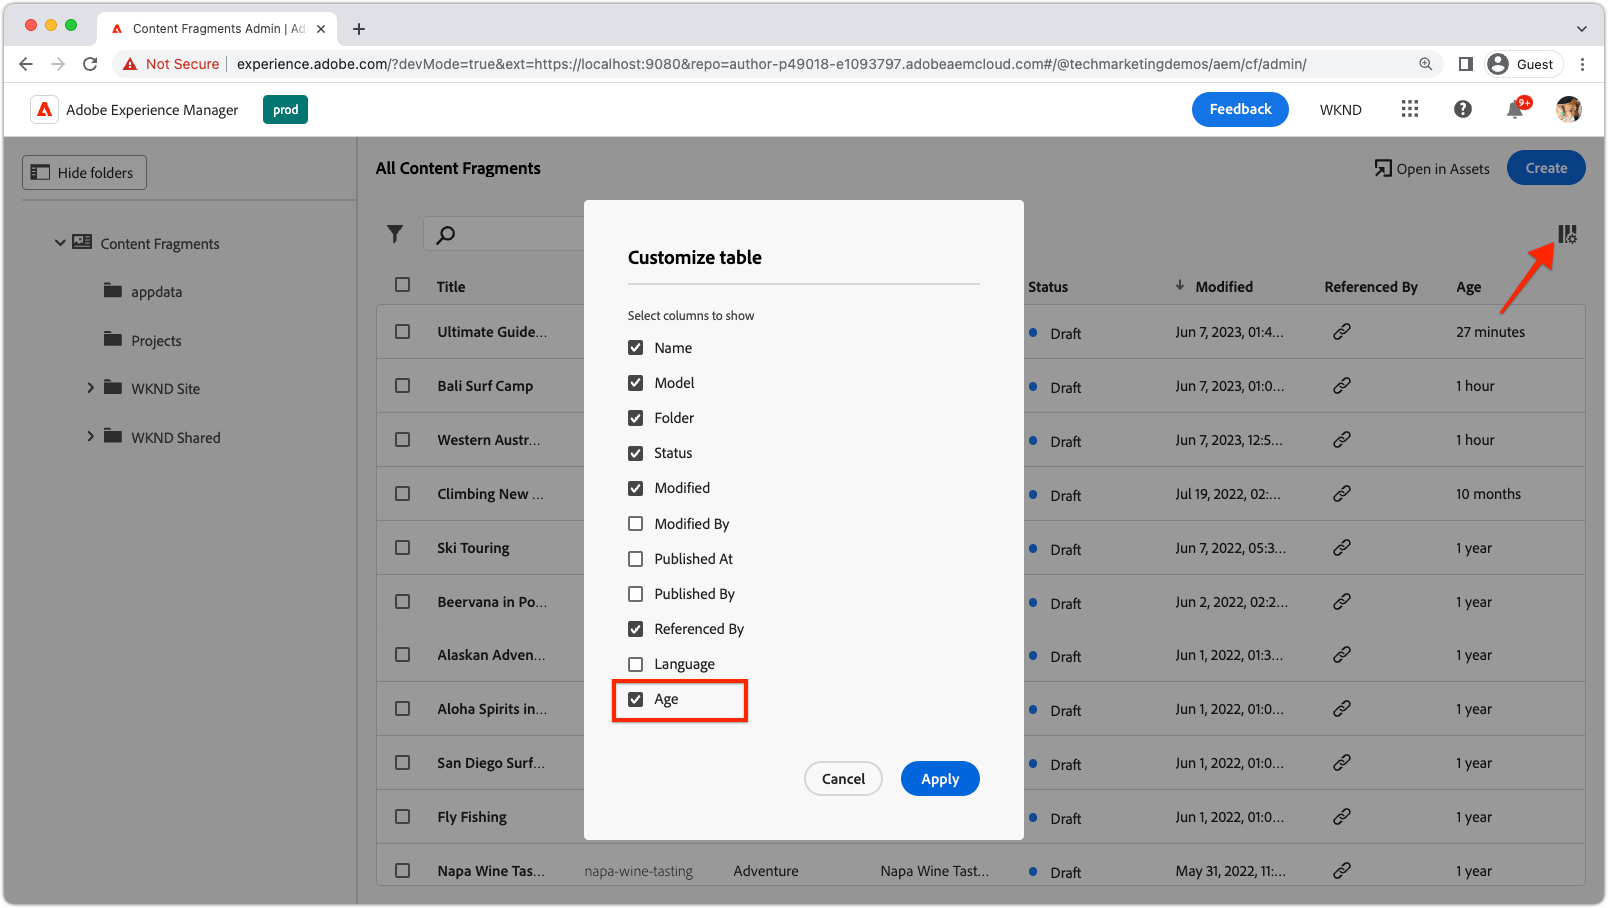 Content Fragments Admin | Ad
Not Secure experience.adobe.com/?devMode=true&ext=https://localhost:9080&repo=author-p49018-e1093797.adobeaemcloud.com#/@techmarketingdemos/aem/cf/admin/ Guest
Adobe Experience Manager prod Feedback WKND 9+
Hide folders
Content Fragments
appdata
Projects
WKND Site
WKND Shared
All Content Fragments Open in Assets Create
Title Status Modified Referenced By Age
Ultimate Guide... Draft Jun 7, 2023, 01:4... 27 minutes
Bali Surf Camp Draft Jun 7, 2023, 01:0... 1 hour
Western Austr... Draft Jun 7, 2023, 12:5... 1 hour
Climbing New ... Draft Jul 19, 2022, 02:... 10 months
Ski Touring Draft Jun 7, 2022, 05:3... 1 year
Beervana in Po... Draft Jun 2, 2022, 02:2... 1 year
Alaskan Adven... Draft Jun 1, 2022, 01:3... 1 year
Aloha Spirits in... Draft Jun 1, 2022, 01:0... 1 year
San Diego Surf... Draft Jun 1, 2022, 01:0... 1 year
Fly Fishing Draft Jun 1, 2022, 01:0... 1 year
Napa Wine Tas... napa-wine-tasting Adventure Napa Wine Tast... Draft May 31, 2022, 11:... 1 year
Customize table
Select columns to show
Name
Model
Folder
Status
Modified
Modified By
Published At
Published By
Referenced By
Language
Age
Cancel Apply